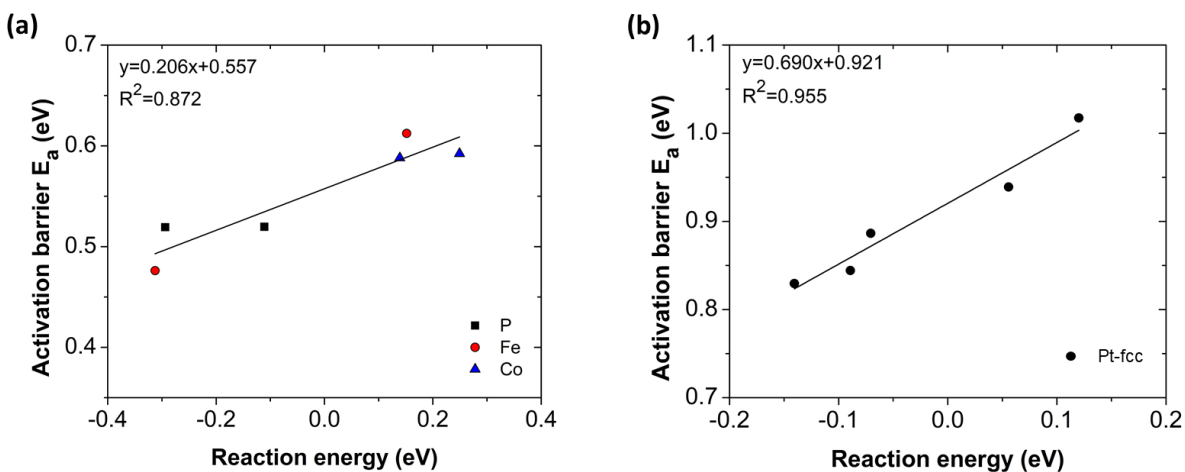 (a)
0.7
0.6
0.5
0.4
-0.4
-0.2
0.0
0.2
0.4
Activation barrier Ea (eV)
Reaction energy (eV)
y=0.206x+0.557
R2=0.872
P
Fe
Co
(b)
1.1
1.0
0.9
0.8
0.7
-0.2
-0.1
0.0
0.1
0.2
Activation barrier Ea (eV)
Reaction energy (eV)
y=0.690x+0.921
R2=0.955
Pt-fcc